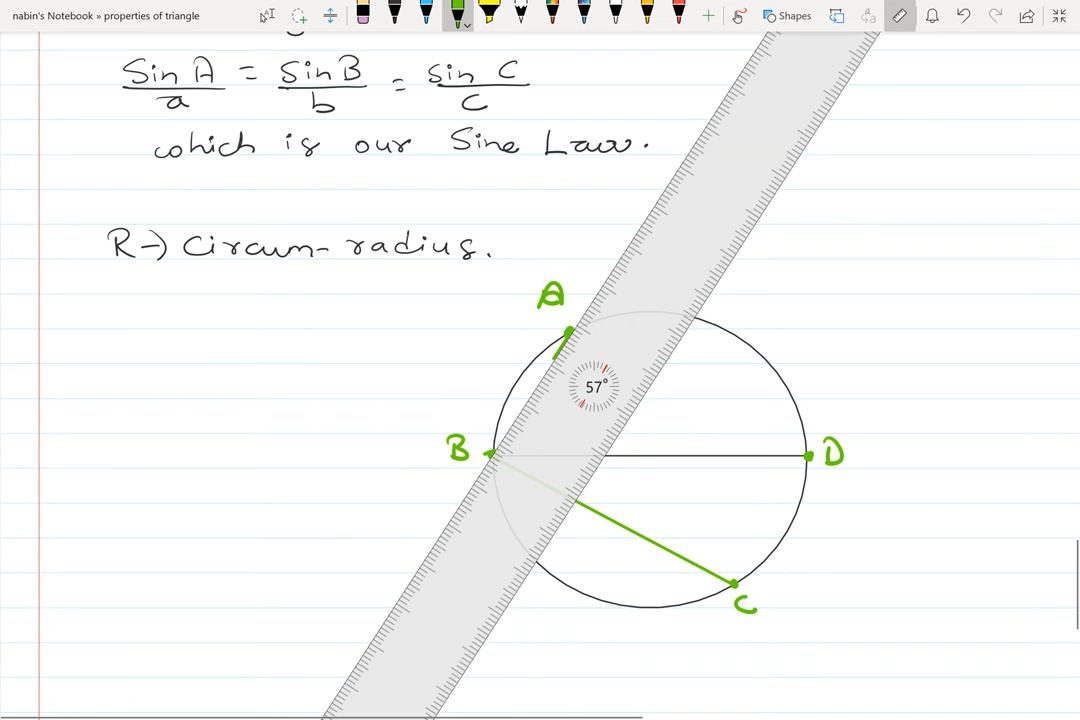 nabin's Notebook » properties of triangle
Shapes
Sin A = Sin B = Sin C
a b c
which is our Sine Law.
R→ Circum-radius.
A
57°
B
D
C